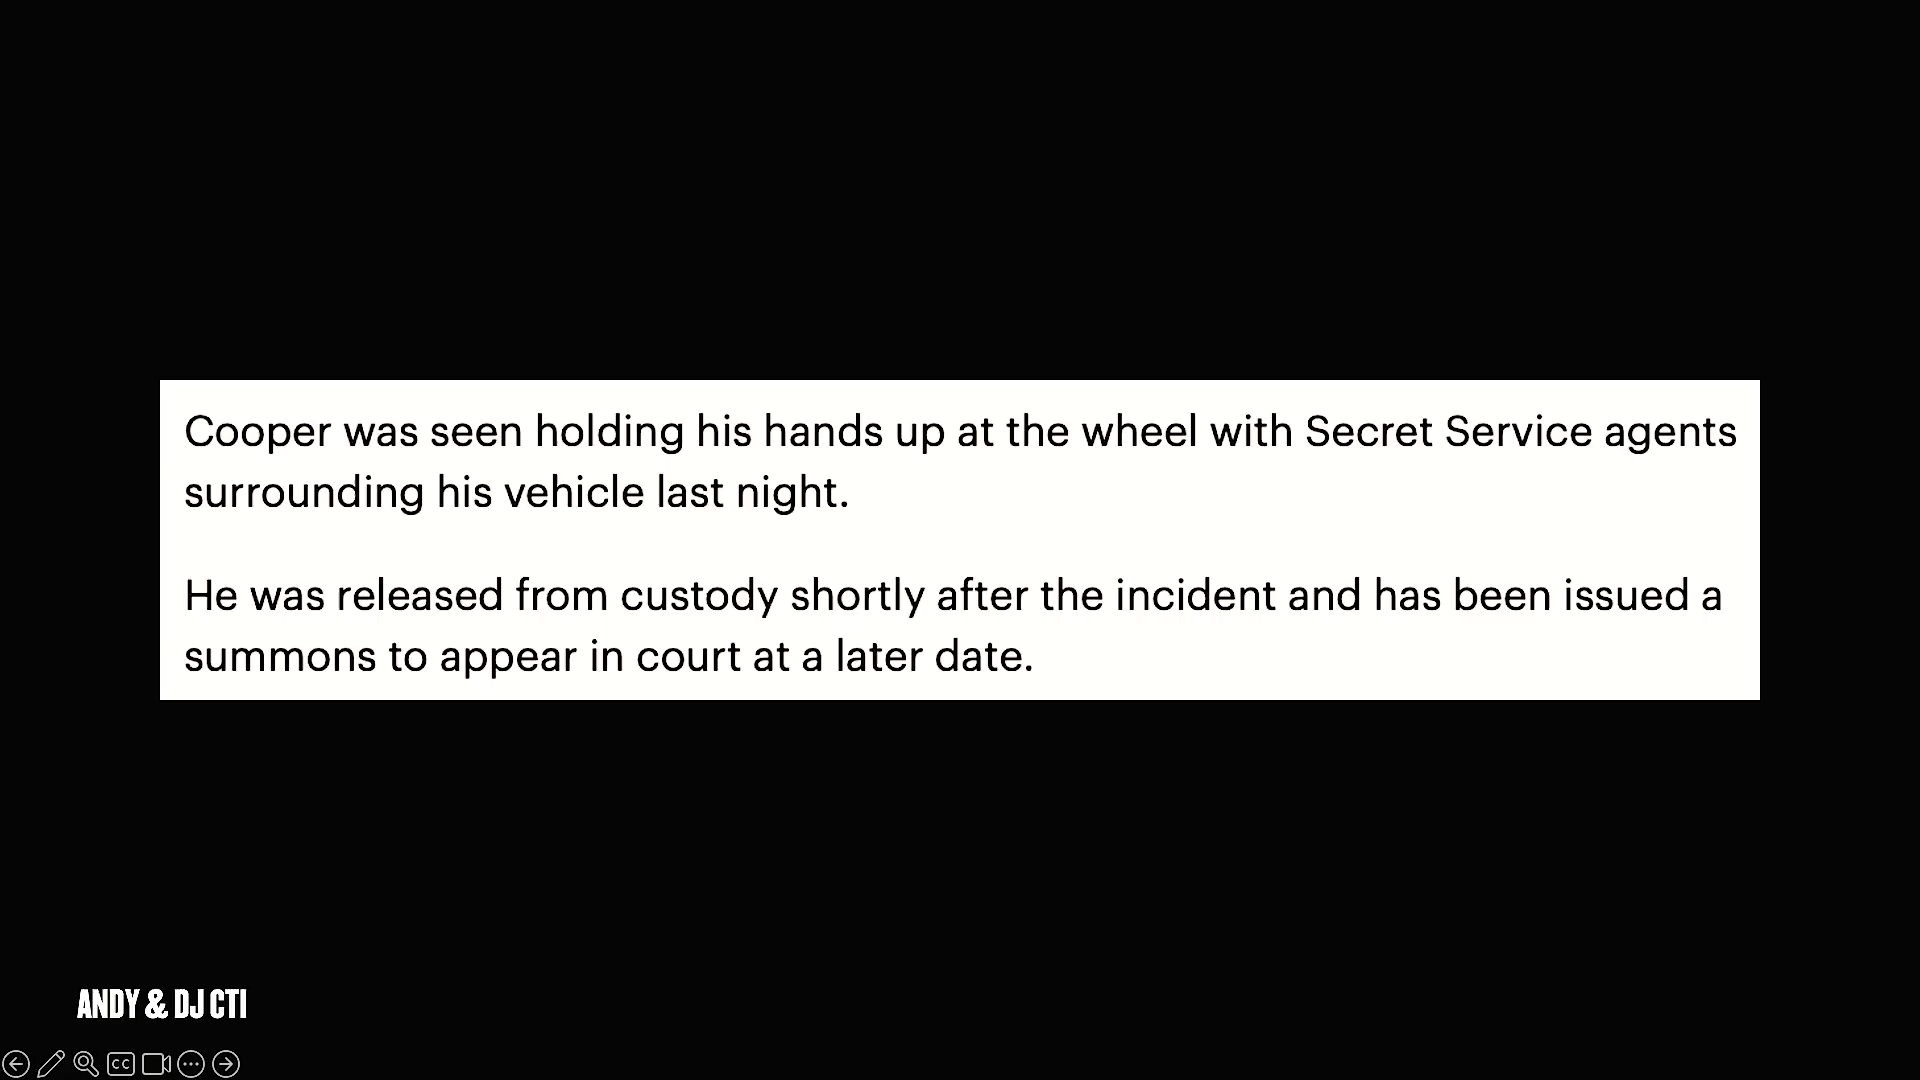 Cooper was seen holding his hands up at the wheel with Secret Service agents
surrounding his vehicle last night.
He was released from custody shortly after the incident and has been issued a
summons to appear in court at a later date.
ANDY & DJ CTI
CC